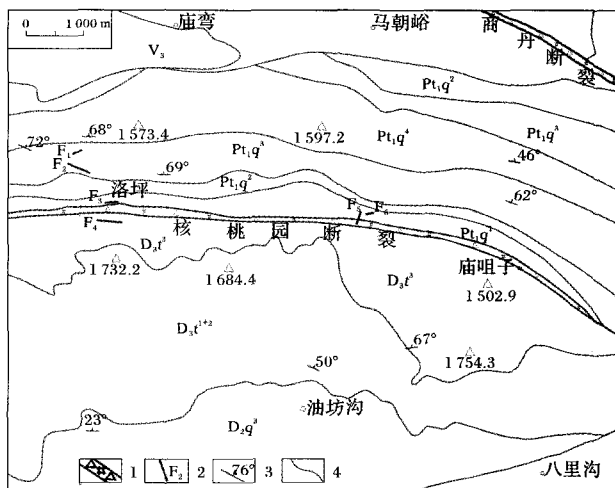 0 1 000 m
庙弯
马朝峪
商丹断裂
V₃
Pt₁q²
72°
68°
1 573.4
1 597.2
Pt₁q⁴
Pt₁q³
F₁
F₂
Pt₁q³
46°
69°
洛坪
Pt₁q²
62°
F₃
F₄
F₅
F₆
核桃园断裂
Pt₁q¹
D₃t³
庙咀子
1 732.2
1 684.4
D₃t³
1 502.9
D₃t¹⁺²
67°
1 754.3
50°
油坊沟
23°
D₂q³
八里沟
1
F₂ 2
76° 3
4